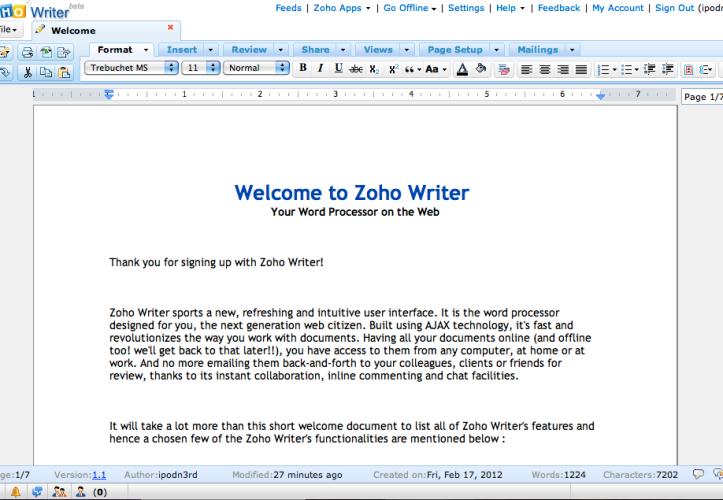 ZOHO Writer beta
Feeds | Zoho Apps | Go Offline | Settings | Help | Feedback | My Account | Sign Out (ipodn
File
Welcome
Format Insert Review Share Views Page Setup Mailings
Trebuchet MS 11 Normal B I U abc X2 X2 Aa A
1 2 3 4 5 6 7
Page 1/7
Welcome to Zoho Writer
Your Word Processor on the Web
Thank you for signing up with Zoho Writer!
Zoho Writer sports a new, refreshing and intuitive user interface. It is the word processor
designed for you, the next generation web citizen. Built using AJAX technology, it's fast and
revolutionizes the way you work with documents. Having all your documents online (and offline
too! we'll get back to that later!!), you have access to them from any computer, at home or at
work. And no more emailing them back-and-forth to your colleagues, clients or friends for
review, thanks to its instant collaboration, inline commenting and chat facilities.
It will take a lot more than this short welcome document to list all of Zoho Writer's features and
hence a chosen few of the Zoho Writer's functionalities are mentioned below :
ge:1/7 Version:1.1 Author:ipodn3rd Modified:27 minutes ago Created on:Fri, Feb 17, 2012 Words:1224 Characters:7202
(0)